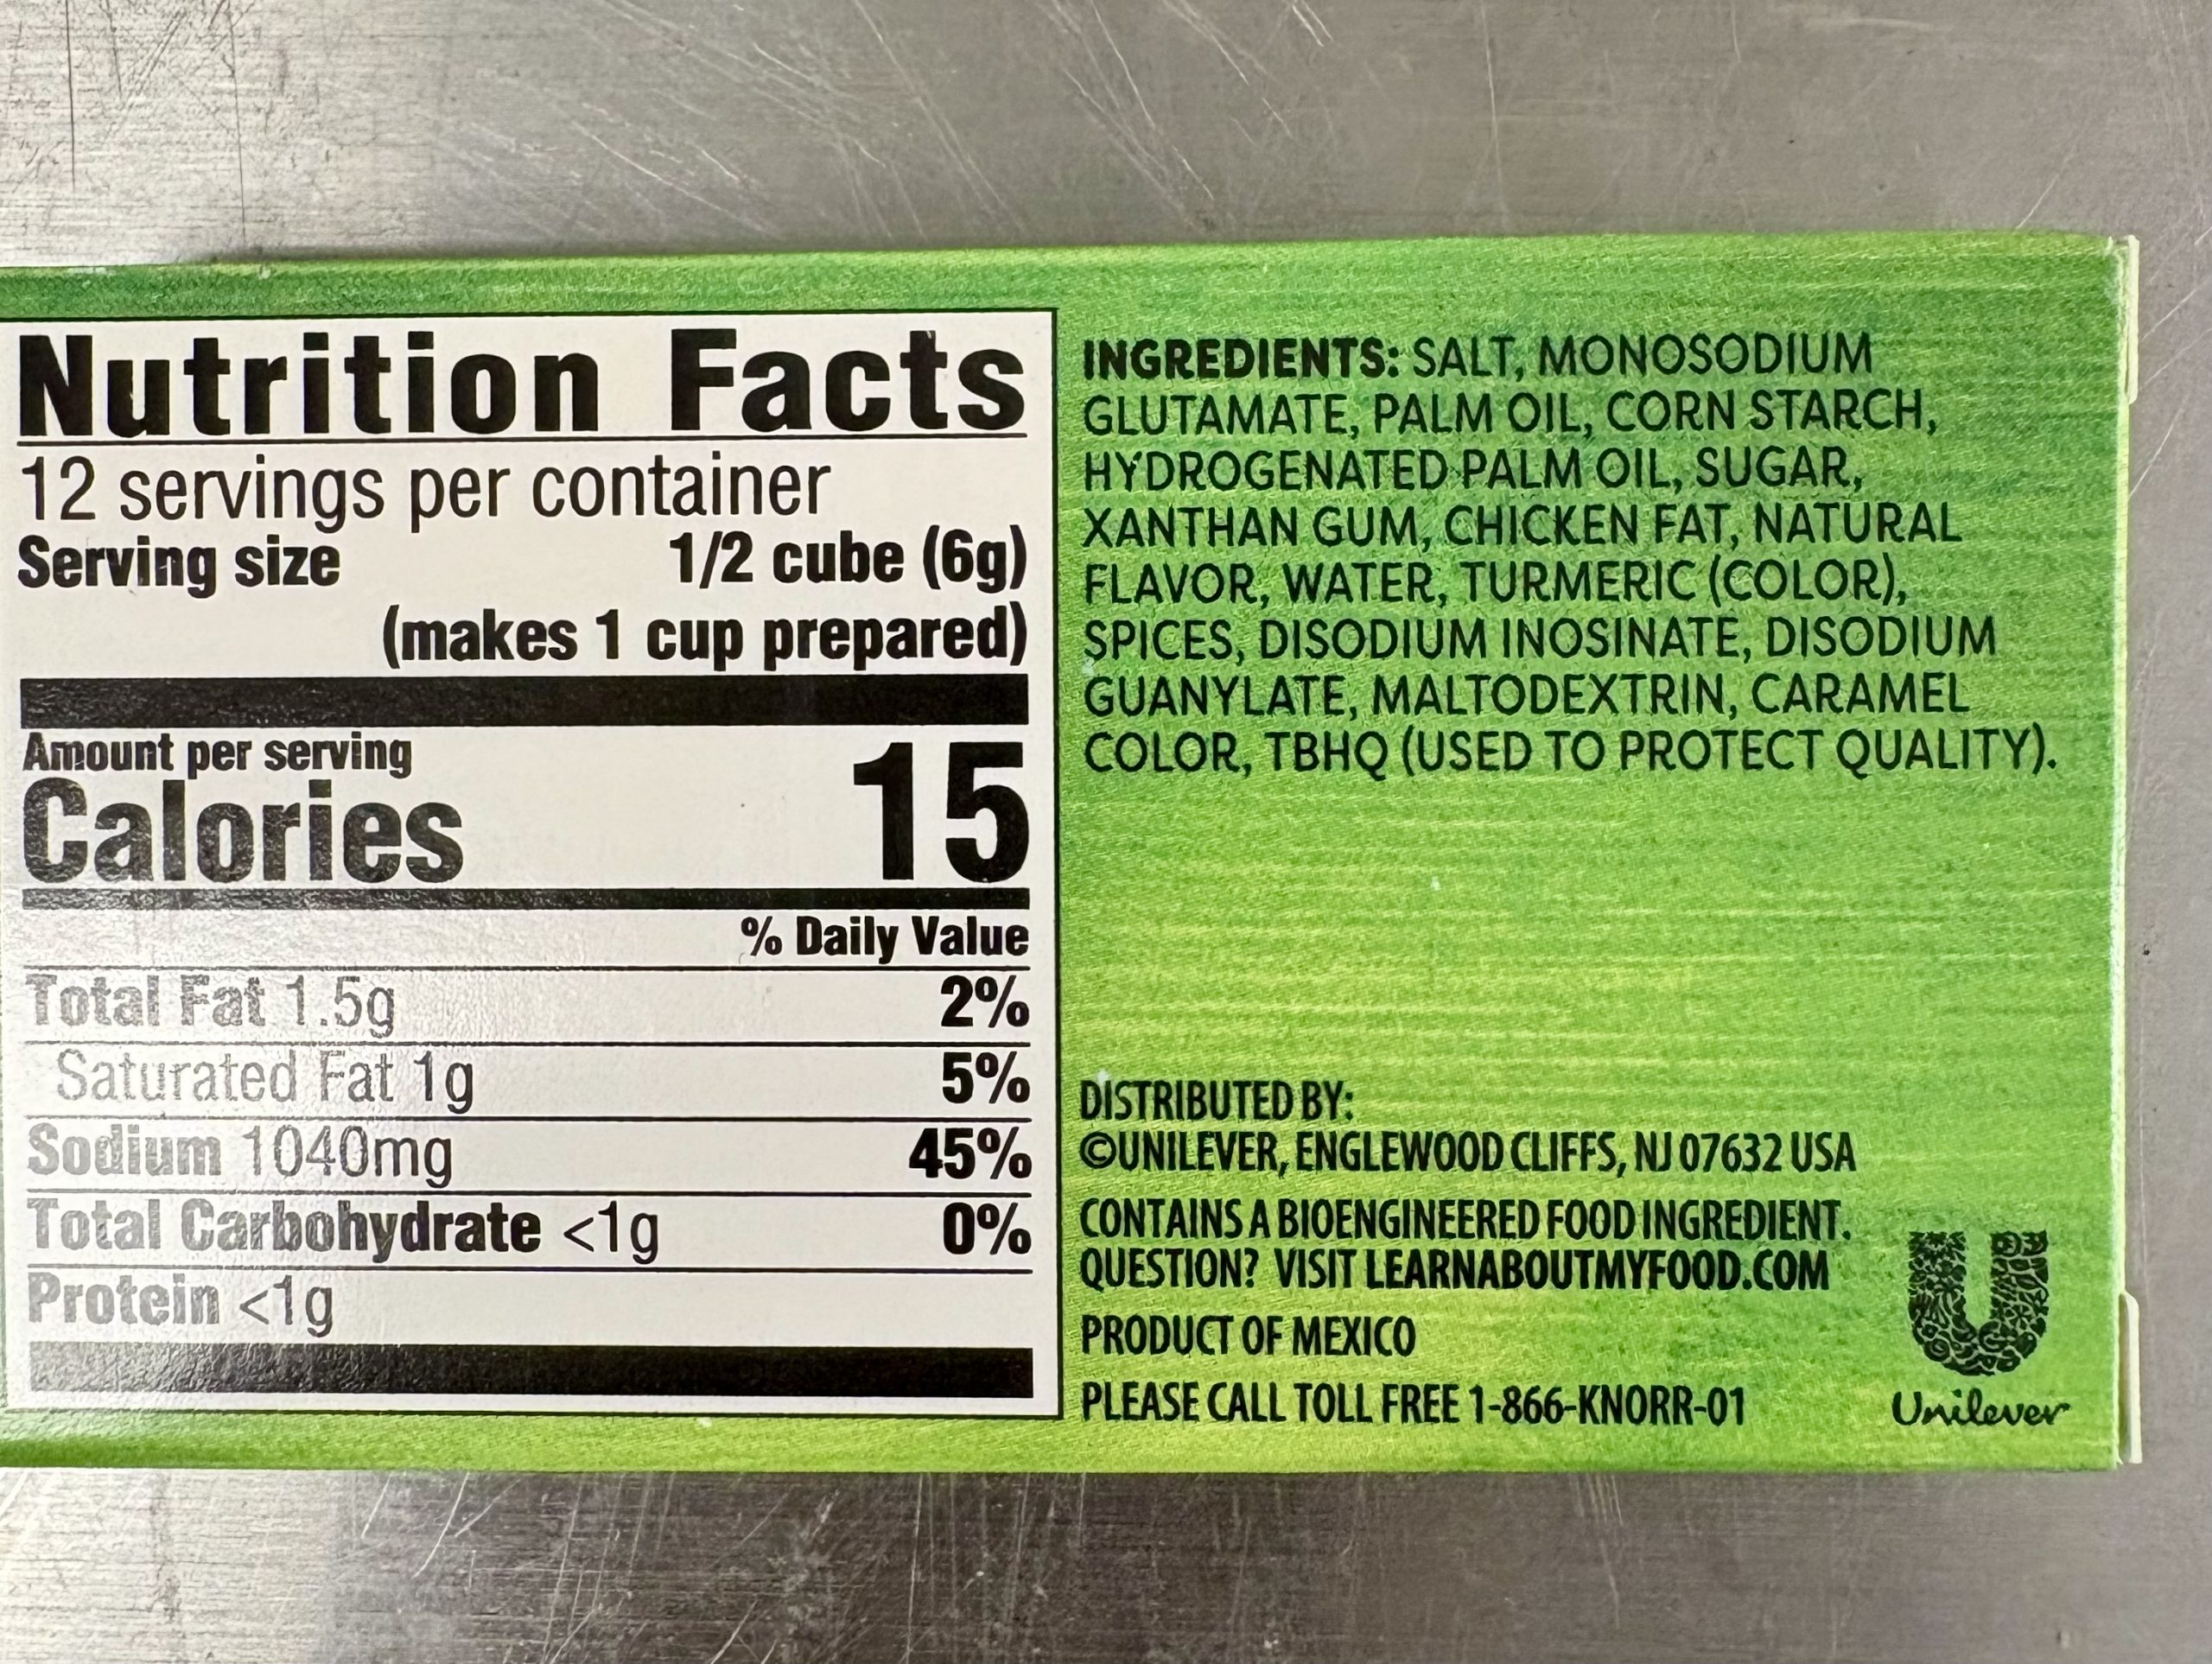 Nutrition Facts
12 servings per container
Serving size 1/2 cube (6g)
(makes 1 cup prepared)
Amount per serving
Calories 15
% Daily Value
Total Fat 1.5g 2%
Saturated Fat 1g 5%
Sodium 1040mg 45%
Total Carbohydrate <1g 0%
Protein <1g
INGREDIENTS: SALT, MONOSODIUM
GLUTAMATE, PALM OIL, CORN STARCH,
HYDROGENATED PALM OIL, SUGAR,
XANTHAN GUM, CHICKEN FAT, NATURAL
FLAVOR, WATER, TURMERIC (COLOR),
SPICES, DISODIUM INOSINATE, DISODIUM
GUANYLATE, MALTODEXTRIN, CARAMEL
COLOR, TBHQ (USED TO PROTECT QUALITY).
DISTRIBUTED BY:
©UNILEVER, ENGLEWOOD CLIFFS, NJ 07632 USA
CONTAINS A BIOENGINEERED FOOD INGREDIENT.
QUESTION? VISIT LEARNABOUTMYFOOD.COM
PRODUCT OF MEXICO
PLEASE CALL TOLL FREE 1-866-KNORR-01
Unilever